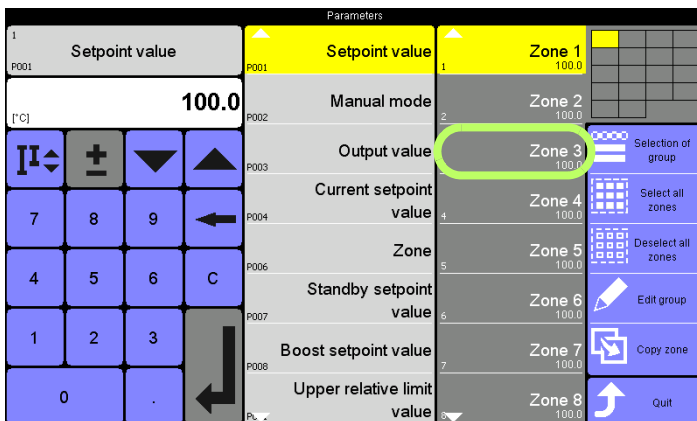 Parameters
1
Setpoint value
P001
100.0
[°C]
7
8
9
4
5
6
C
1
2
3
0
.
Setpoint value
P001
Manual mode
P002
Output value
P003
Current setpoint
value
P004
Zone
P006
Standby setpoint
value
P007
Boost setpoint value
P008
Upper relative limit
value
Zone 1
1
100.0
Zone 2
2
100.0
Zone 3
100.0
Zone 4
4
100.0
Zone 5
5
100.0
Zone 6
6
100.0
Zone 7
7
100.0
Zone 8
100.0
Selection of
group
Select all
zones
Deselect all
zones
Edit group
Copy zone
Quit